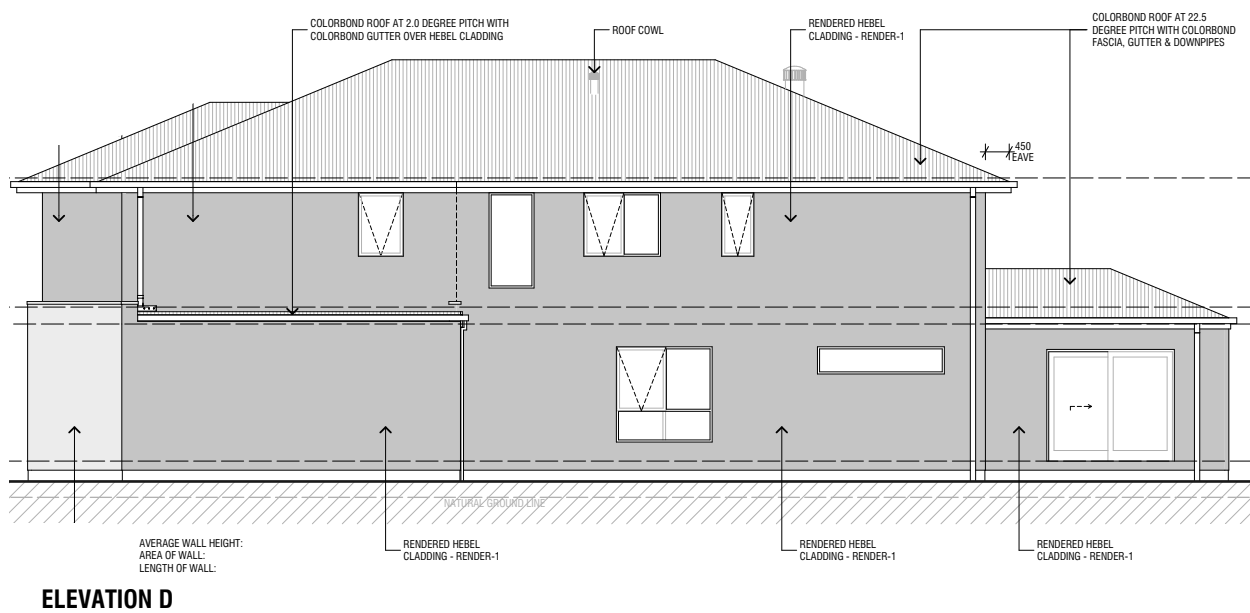 COLORBOND ROOF AT 2.0 DEGREE PITCH WITH
COLORBOND GUTTER OVER HEBEL CLADDING
ROOF COWL
RENDERED HEBEL
CLADDING - RENDER-1
COLORBOND ROOF AT 22.5
DEGREE PITCH WITH COLORBOND
FASCIA, GUTTER & DOWNPIPES
450
EAVE
NATURAL GROUND LINE
AVERAGE WALL HEIGHT:
AREA OF WALL:
LENGTH OF WALL:
RENDERED HEBEL
CLADDING - RENDER-1
RENDERED HEBEL
CLADDING - RENDER-1
RENDERED HEBEL
CLADDING - RENDER-1
ELEVATION D